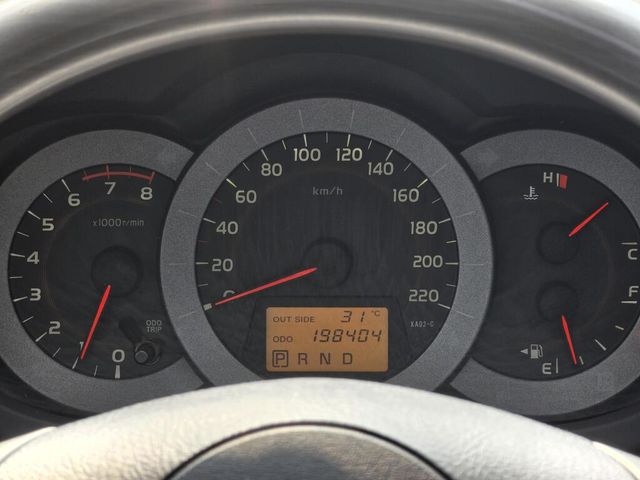 0
1
2
3
4
5
6
7
8
x1000r/min
ODO
TRIP
0
20
40
60
80
100
120
140
160
180
200
220
km/h
XA02-C
OUT SIDE 31°C
ODO 198404
P R N D
H
C
F
E